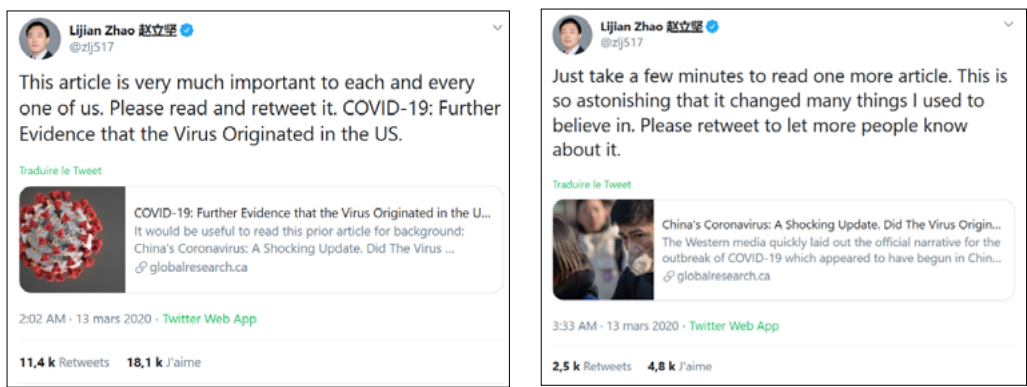 Lijian Zhao 赵立坚
@zlj517
This article is very much important to each and every
one of us. Please read and retweet it. COVID-19: Further
Evidence that the Virus Originated in the US.
Traduire le Tweet
COVID-19: Further Evidence that the Virus Originated in the U...
It would be useful to read this prior article for background:
China's Coronavirus: A Shocking Update. Did The Virus ...
globalresearch.ca
2:02 AM · 13 mars 2020 · Twitter Web App
11,4 k Retweets 18,1 k J'aime
Lijian Zhao 赵立坚
@zlj517
Just take a few minutes to read one more article. This is
so astonishing that it changed many things I used to
believe in. Please retweet to let more people know
about it.
Traduire le Tweet
China's Coronavirus: A Shocking Update. Did The Virus Origin...
The Western media quickly laid out the official narrative for the
outbreak of COVID-19 which appeared to have begun in Chin...
globalresearch.ca
3:33 AM · 13 mars 2020 · Twitter Web App
2,5 k Retweets 4,8 k J'aime